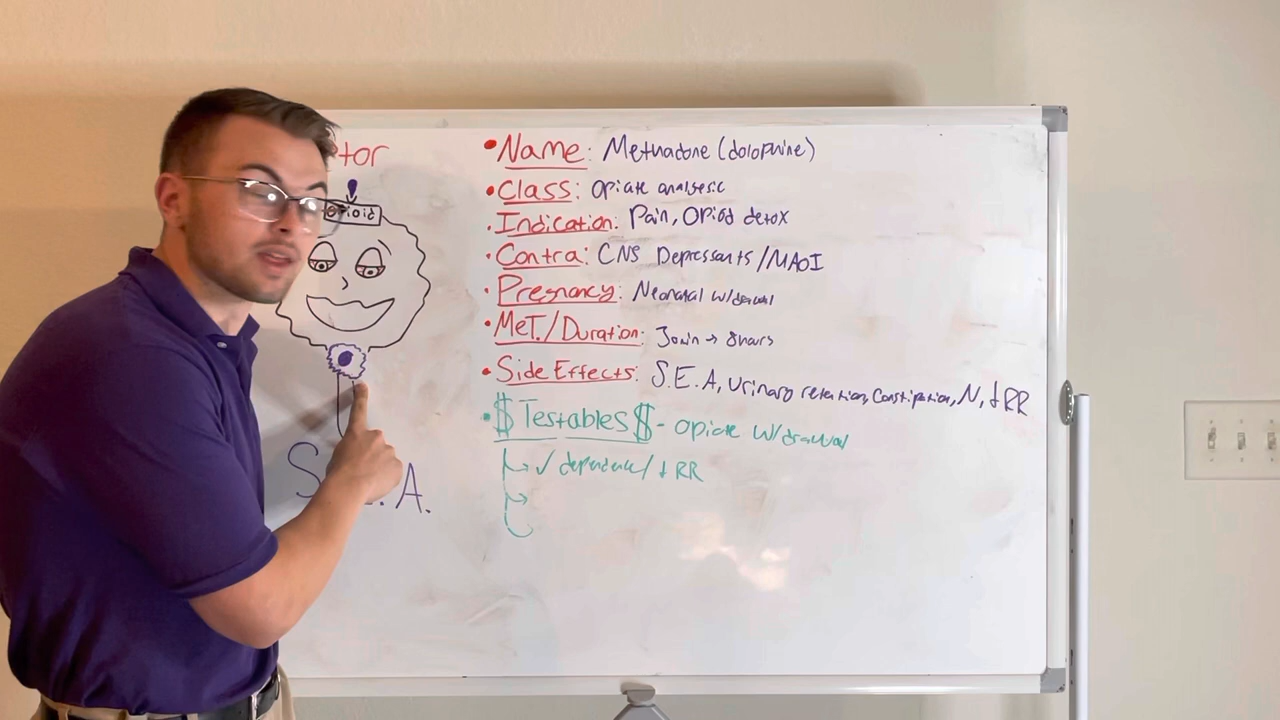 tor
opioid
S.E.A.
• Name: Methadone (dolophine)
• Class: Opiate analgesic
• Indication: Pain, Opiod detox
• Contra: CNS Depressants/MAOI
• Pregnancy: Neonatal w/drawal
• Met./Duration: 30min → 8hours
• Side Effects: S.E.A, Urinary retention, Constipation, N, ↓RR
• $Testables$ - opiate w/drawal
↳ ✓ dependence/ ↓RR